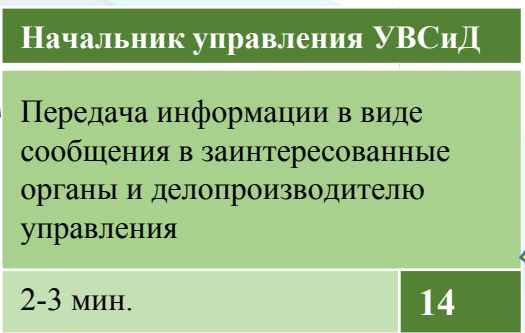 Начальник управления УВСиД
Передача информации в виде
сообщения в заинтересованные
органы и делопроизводителю
управления
2-3 мин.
14